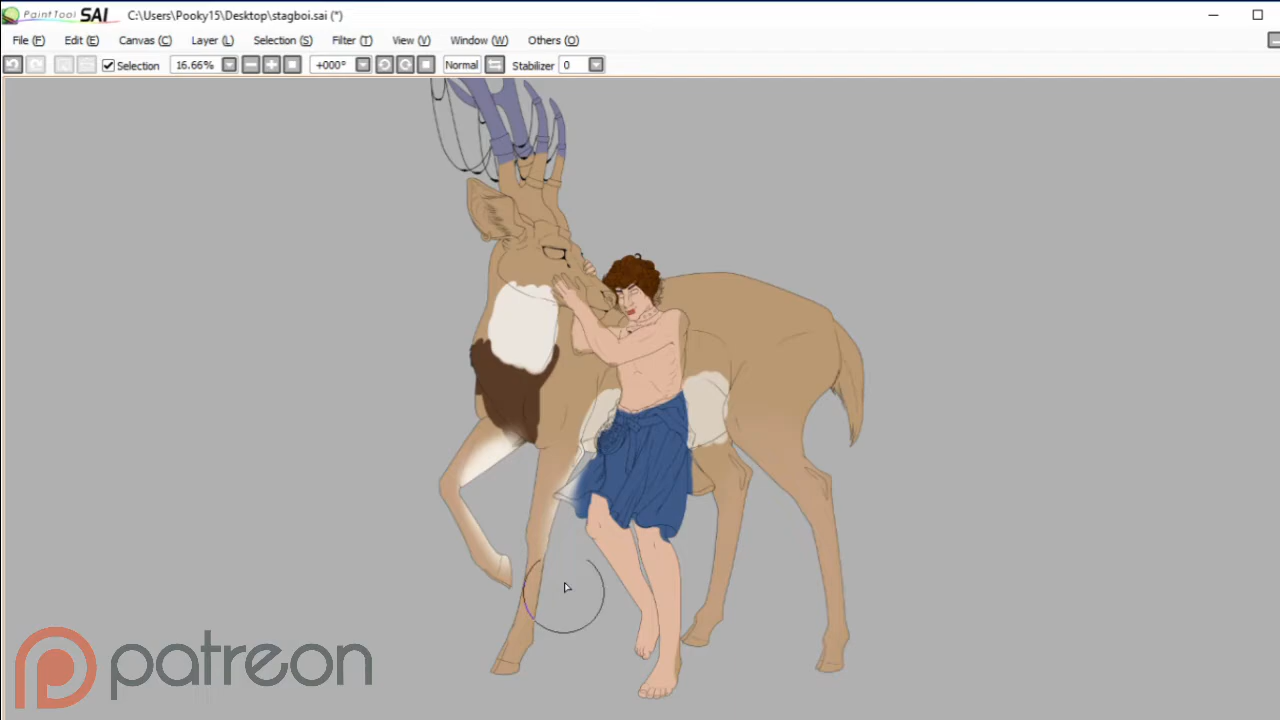 PaintTool SAI C:\Users\Pooky15\Desktop\stagboi.sai (*)
File (F) Edit (E) Canvas (C) Layer (L) Selection (S) Filter (T) View (V) Window (W) Others (O)
Selection 16.66% +000° Normal Stabilizer 0
patreon